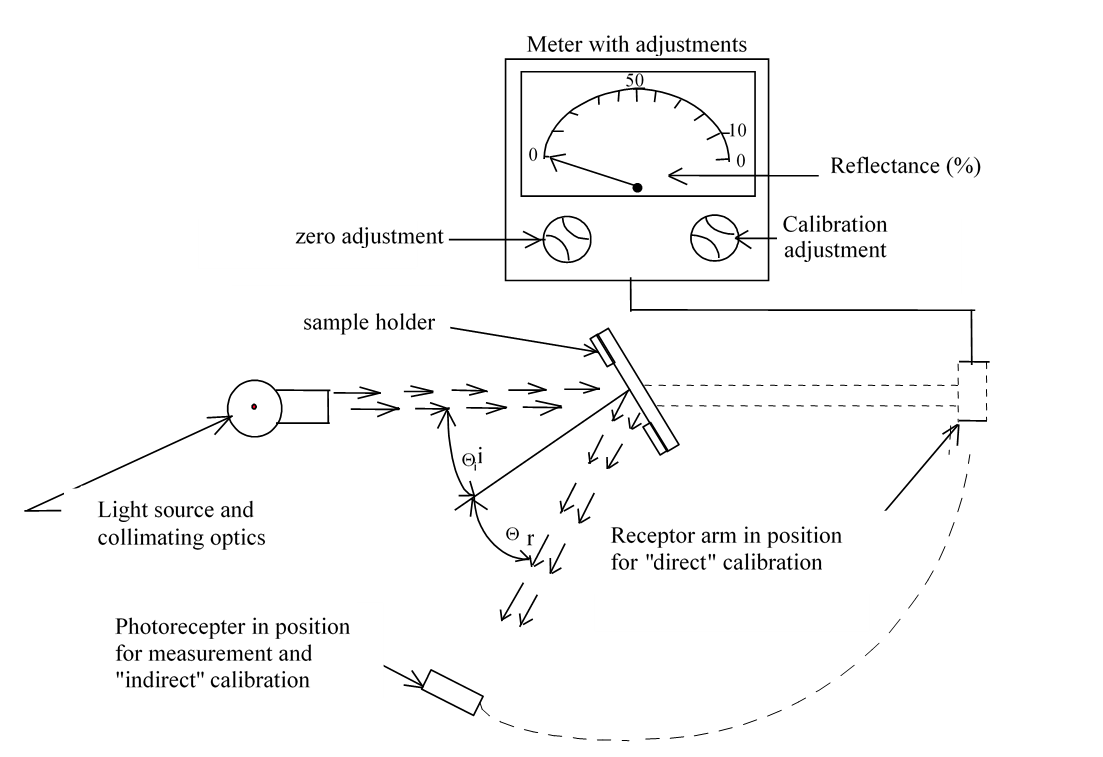 Meter with adjustments
50
10
0
0
Reflectance (%)
zero adjustment
Calibration
adjustment
sample holder
Θi i
Light source and
collimating optics
Θ r
Receptor arm in position
for "direct" calibration
Photorecepter in position
for measurement and
"indirect" calibration